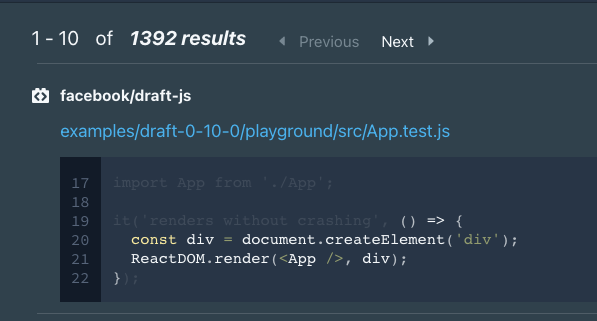 1 - 10 of 1392 results Previous Next
facebook/draft-js
examples/draft-0-10-0/playground/src/App.test.js
17 import App from './App';
18
19 it('renders without crashing', () => {
20 const div = document.createElement('div');
21 ReactDOM.render(<App />, div);
22 });